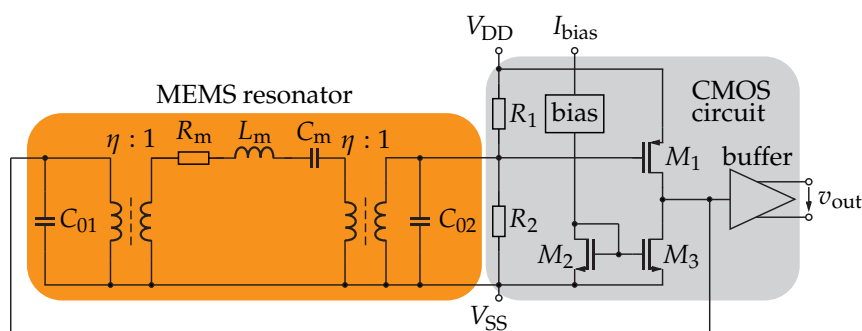 V_DD I_bias
MEMS resonator
CMOS
circuit
η : 1 R_m L_m C_m η : 1
R_1 bias
M_1 buffer
C_01 C_02 R_2 v_out
M_2 M_3
V_SS